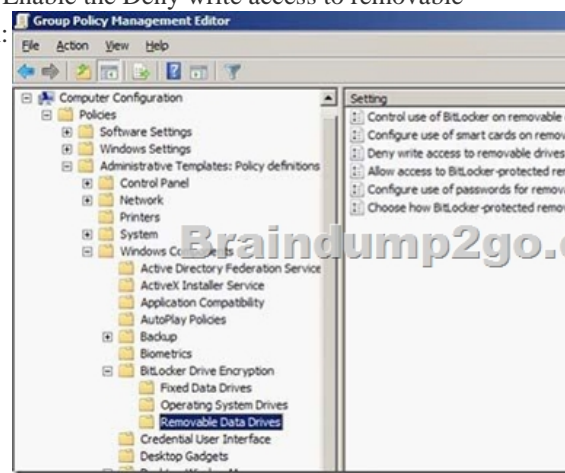 Enable the Deny write access to removable
:
Group Policy Management Editor
File Action View Help
Computer Configuration
Policies
Software Settings
Windows Settings
Administrative Templates: Policy definitions
Control Panel
Network
Printers
System
Windows Components
Active Directory Federation Service
ActiveX Installer Service
Application Compatibility
AutoPlay Policies
Backup
Biometrics
BitLocker Drive Encryption
Fixed Data Drives
Operating System Drives
Removable Data Drives
Credential User Interface
Desktop Gadgets
Setting
Control use of BitLocker on removable
Configure use of smart cards on remov
Deny write access to removable drives
Allow access to BitLocker-protected re
Configure use of passwords for remova
Choose how BitLocker-protected remov
Braindump2go.c